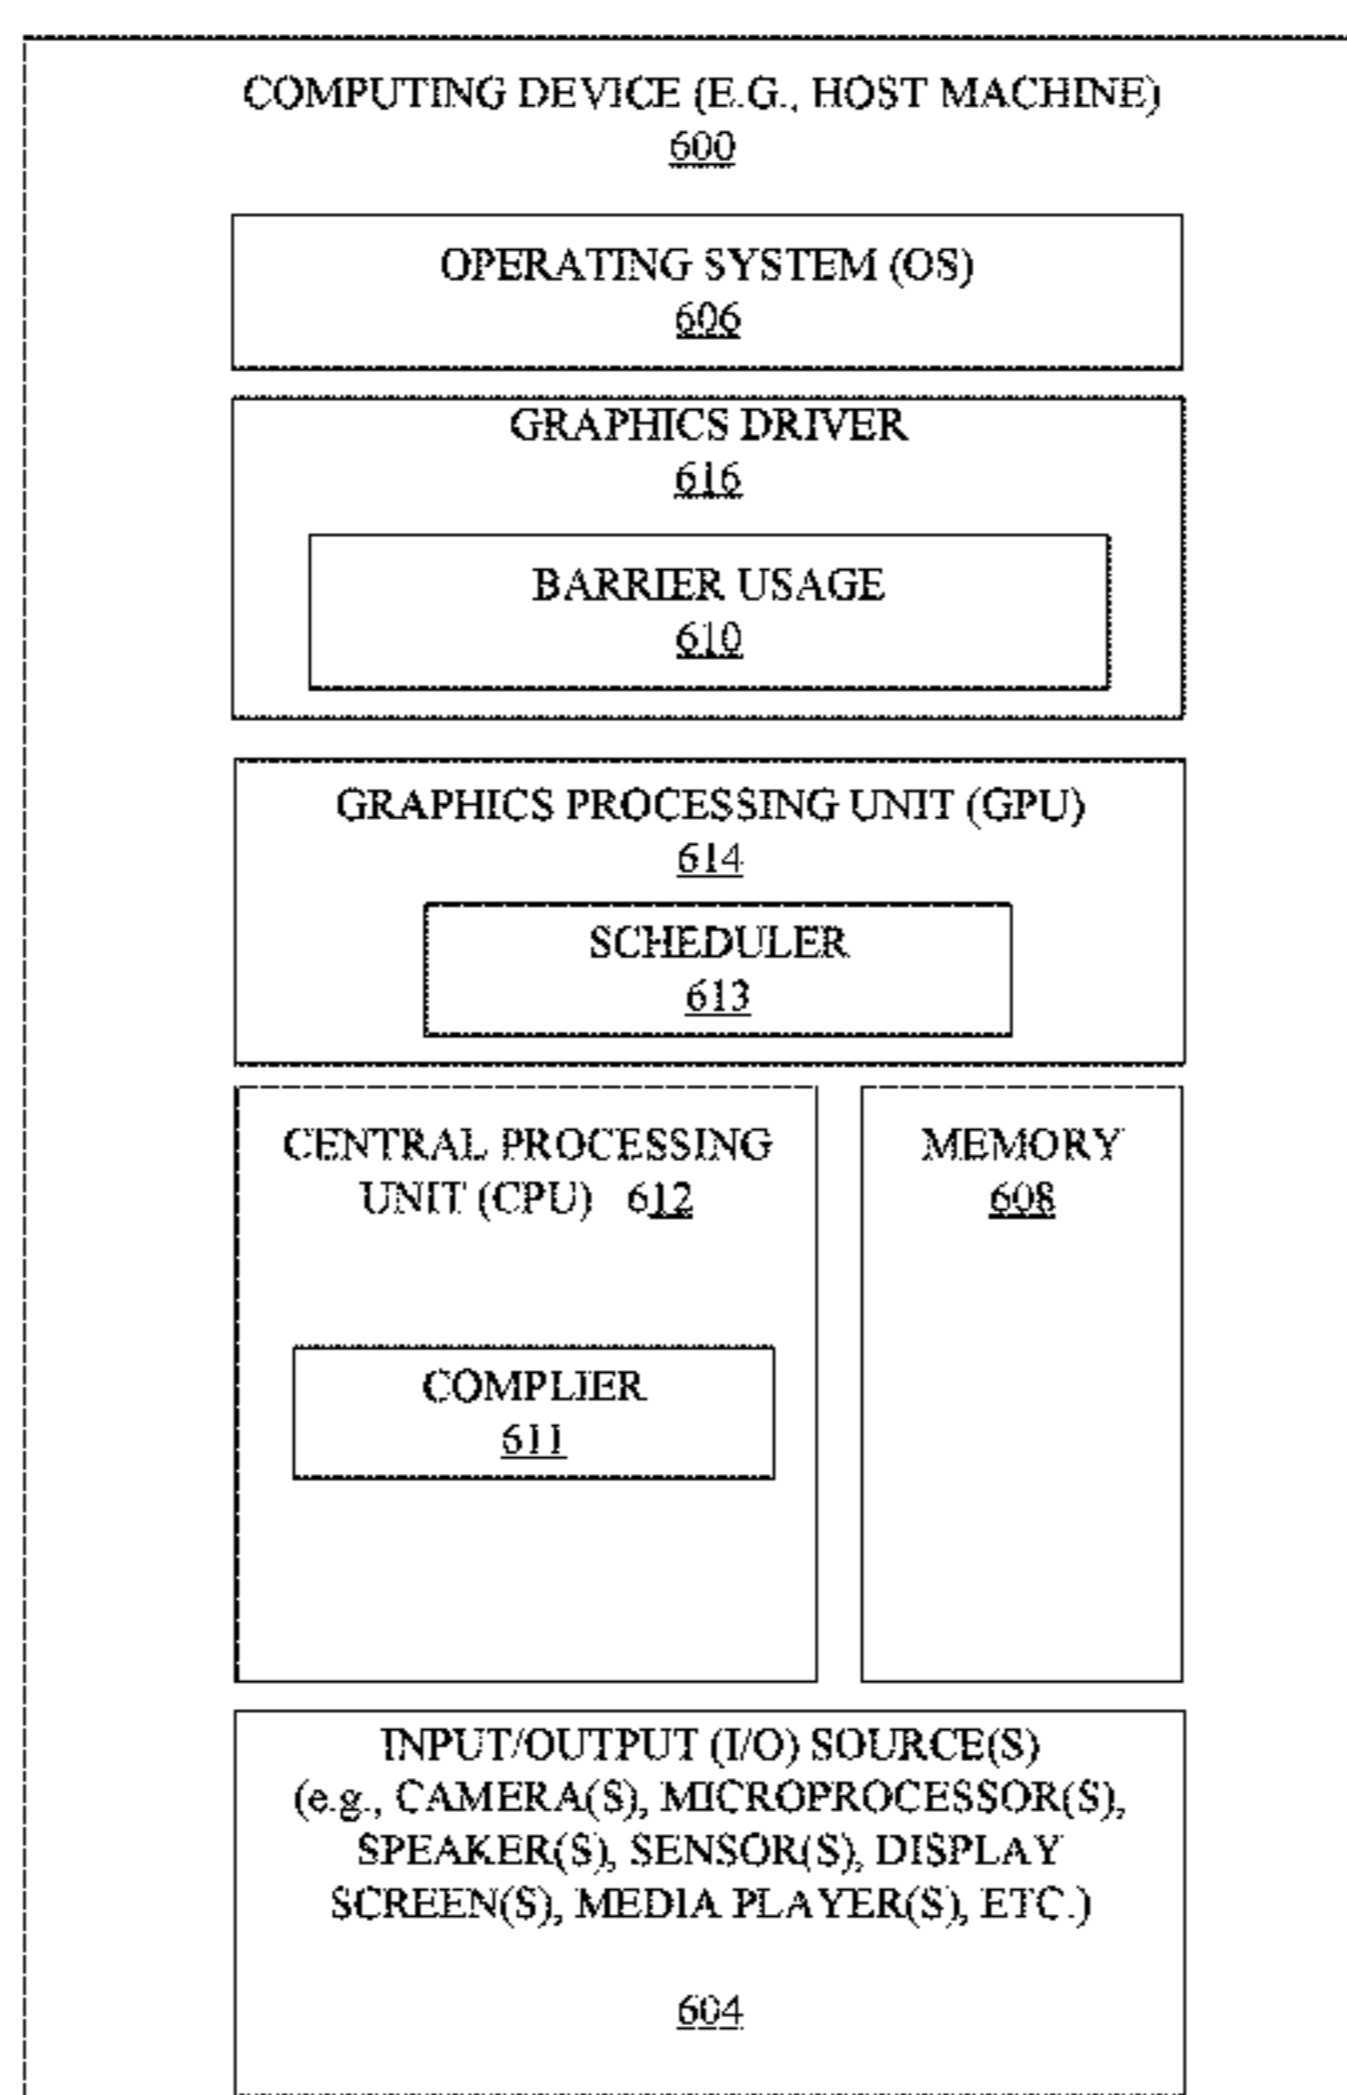 COMPUTING DEVICE (E.G., HOST MACHINE)
600
OPERATING SYSTEM (OS)
606
GRAPHICS DRIVER
616
BARRIER USAGE
610
GRAPHICS PROCESSING UNIT (GPU)
614
SCHEDULER
613
CENTRAL PROCESSING
UNIT (CPU) 612
COMPLIER
611
MEMORY
608
INPUT/OUTPUT (I/O) SOURCE(S)
(e.g., CAMERA(S), MICROPROCESSOR(S),
SPEAKER(S), SENSOR(S), DISPLAY
SCREEN(S), MEDIA PLAYER(S), ETC.)
604